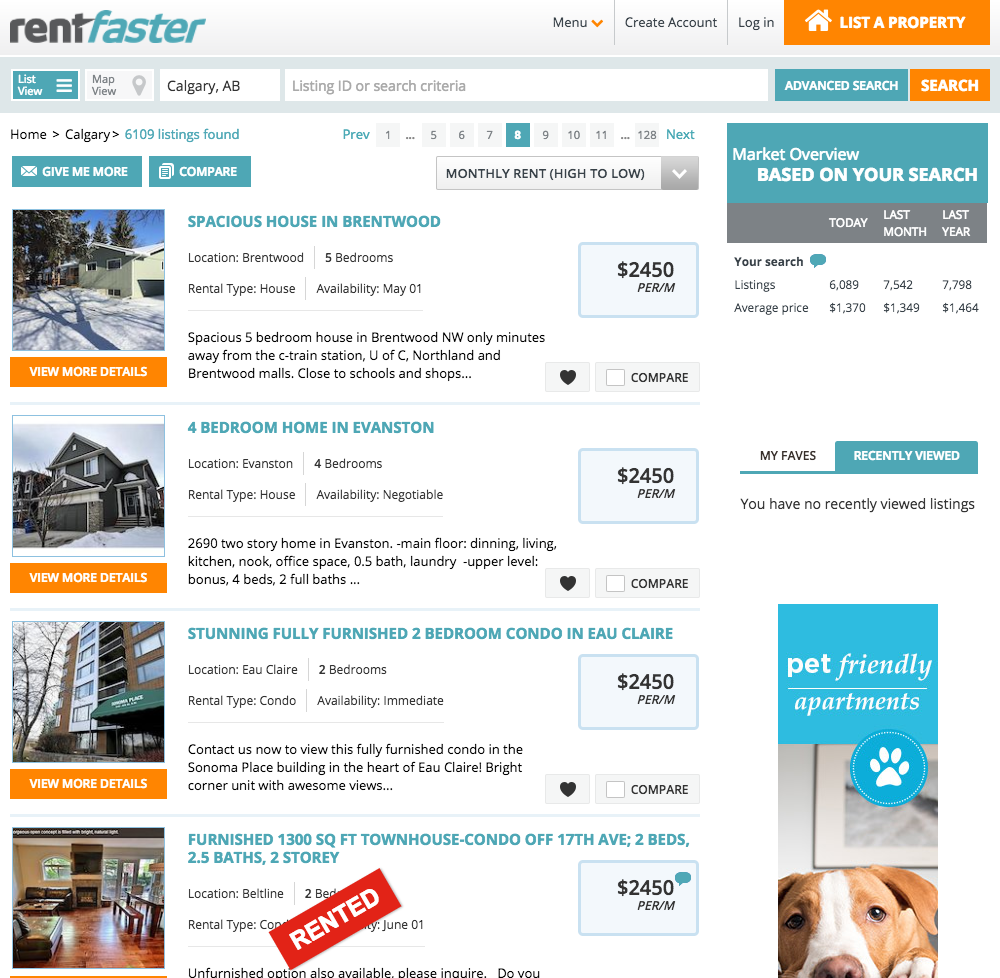 rentfaster
Menu
Create Account
Log in
LIST A PROPERTY
List View
Map View
Calgary, AB
Listing ID or search criteria
ADVANCED SEARCH
SEARCH
Home > Calgary> 6109 listings found
Prev 1 ... 5 6 7 8 9 10 11 ... 128 Next
GIVE ME MORE
COMPARE
MONTHLY RENT (HIGH TO LOW)
SPACIOUS HOUSE IN BRENTWOOD
Location: Brentwood 5 Bedrooms
Rental Type: House Availability: May 01
$2450
PER/M
Spacious 5 bedroom house in Brentwood NW only minutes
away from the c-train station, U of C, Northland and
Brentwood malls. Close to schools and shops...
VIEW MORE DETAILS
COMPARE
4 BEDROOM HOME IN EVANSTON
Location: Evanston 4 Bedrooms
Rental Type: House Availability: Negotiable
$2450
PER/M
2690 two story home in Evanston. -main floor: dinning, living,
kitchen, nook, office space, 0.5 bath, laundry -upper level:
bonus, 4 beds, 2 full baths ...
VIEW MORE DETAILS
COMPARE
STUNNING FULLY FURNISHED 2 BEDROOM CONDO IN EAU CLAIRE
Location: Eau Claire 2 Bedrooms
Rental Type: Condo Availability: Immediate
$2450
PER/M
SONOMA PLACE
Contact us now to view this fully furnished condo in the
Sonoma Place building in the heart of Eau Claire! Bright
corner unit with awesome views...
VIEW MORE DETAILS
COMPARE
orgeous open concept is filled with bright, natural light.
FURNISHED 1300 SQ FT TOWNHOUSE-CONDO OFF 17TH AVE; 2 BEDS,
2.5 BATHS, 2 STOREY
Location: Beltline 2 Bed
Rental Type: Con ty: June 01
RENTED
$2450
PER/M
Unfurnished option also available, please inquire. Do you
Market Overview
BASED ON YOUR SEARCH
TODAY LAST MONTH LAST YEAR
Your search
Listings 6,089 7,542 7,798
Average price $1,370 $1,349 $1,464
MY FAVES
RECENTLY VIEWED
You have no recently viewed listings
pet friendly
apartments